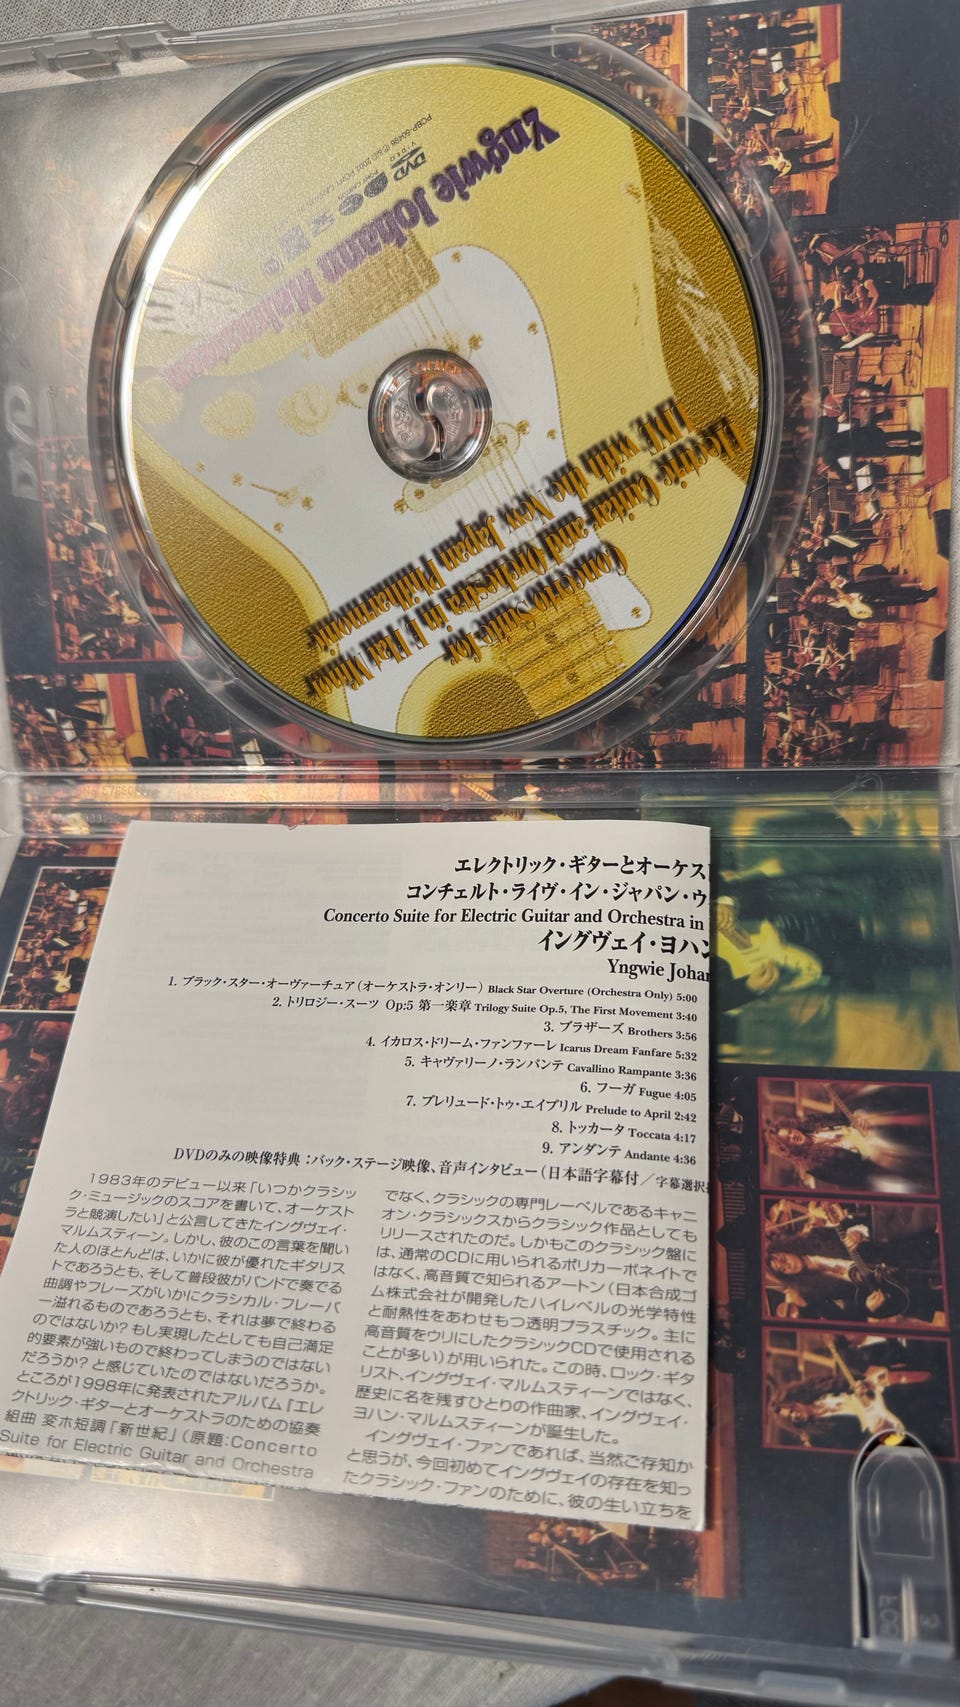 Yngwie Johann Malmsteen
PCBP-50496
DVD
VIDEO
Concerto Suite for
Electric Guitar and Orchestra in E Flat Minor
LIVE with the New Japan Philharmonic
エレクトリック・ギターとオーケス
コンチェルト・ライヴ・イン・ジャパン・ウ
Concerto Suite for Electric Guitar and Orchestra in
イングヴェイ・ヨハン
Yngwie Johan
1. ブラック・スター・オーヴァーチュア(オーケストラ・オンリー) Black Star Overture (Orchestra Only) 5:00
2. トリロジー・スーツ Op:5 第一楽章 Trilogy Suite Op.5, The First Movement 3:40
3. ブラザーズ Brothers 3:56
4. イカロス・ドリーム・ファンファーレ Icarus Dream Fanfare 5:32
5. キャヴァリーノ・ランパンテ Cavallino Rampante 3:36
6. フーガ Fugue 4:05
7. プレリュード・トゥ・エイプリル Prelude to April 2:42
8. トッカータ Toccata 4:17
9. アンダンテ Andante 4:36
DVDのみの映像特典:バック・ステージ映像、音声インタビュー(日本語字幕付/字幕選択
1983年のデビュー以来「いつかクラシッ
ク・ミュージックのスコアを書いて、オーケスト
ラと競演したい」と公言してきたイングヴェイ・
マルムスティーン。しかし、彼のこの言葉を聞い
た人のほとんどは、いかに彼が優れたギタリス
トであろうとも、そして普段彼がバンドで奏でる
曲調やフレーズがいかにクラシカル・フレーバ
ー溢れるものであろうとも、それは夢で終わる
のではないか?もし実現したとしても自己満足
的要素が強いもので終わってしまうのではない
だろうか?と感じていたのではないだろうか。
ところが1998年に発表されたアルバム『エレ
クトリック・ギターとオーケストラのための協奏
組曲 変ホ短調「新世紀」(原題:Concerto
Suite for Electric Guitar and Orchestra
でなく、クラシックの専門レーベルであるキャニ
オン・クラシックスからクラシック作品としても
リリースされたのだ。しかもこのクラシック盤に
は、通常のCDに用いられるポリカーボネイトで
はなく、高音質で知られるアートン(日本合成ゴ
ム株式会社が開発したハイレベルの光学特性
と耐熱性をあわせもつ透明プラスチック。主に
高音質をウリにしたクラシックCDで使用される
ことが多い)が用いられた。この時、ロック・ギタ
リスト、イングヴェイ・マルムスティーンではなく、
歴史に名を残すひとりの作曲家、イングヴェイ・
ヨハン・マルムスティーンが誕生した。
イングヴェイ・ファンであれば、当然ご存知か
と思うが、今回初めてイングヴェイの存在を知っ
たクラシック・ファンのために、彼の生い立ちを